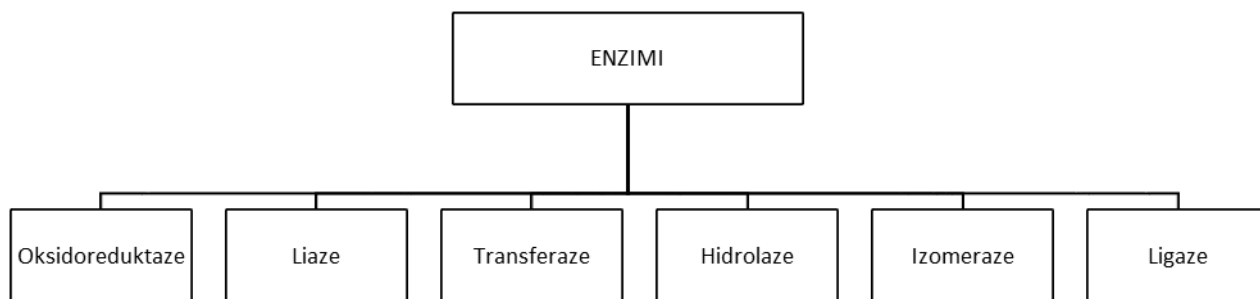 ENZIMI
Oksidoreduktaze
Liaze
Transferaze
Hidrolaze
Izomeraze
Ligaze